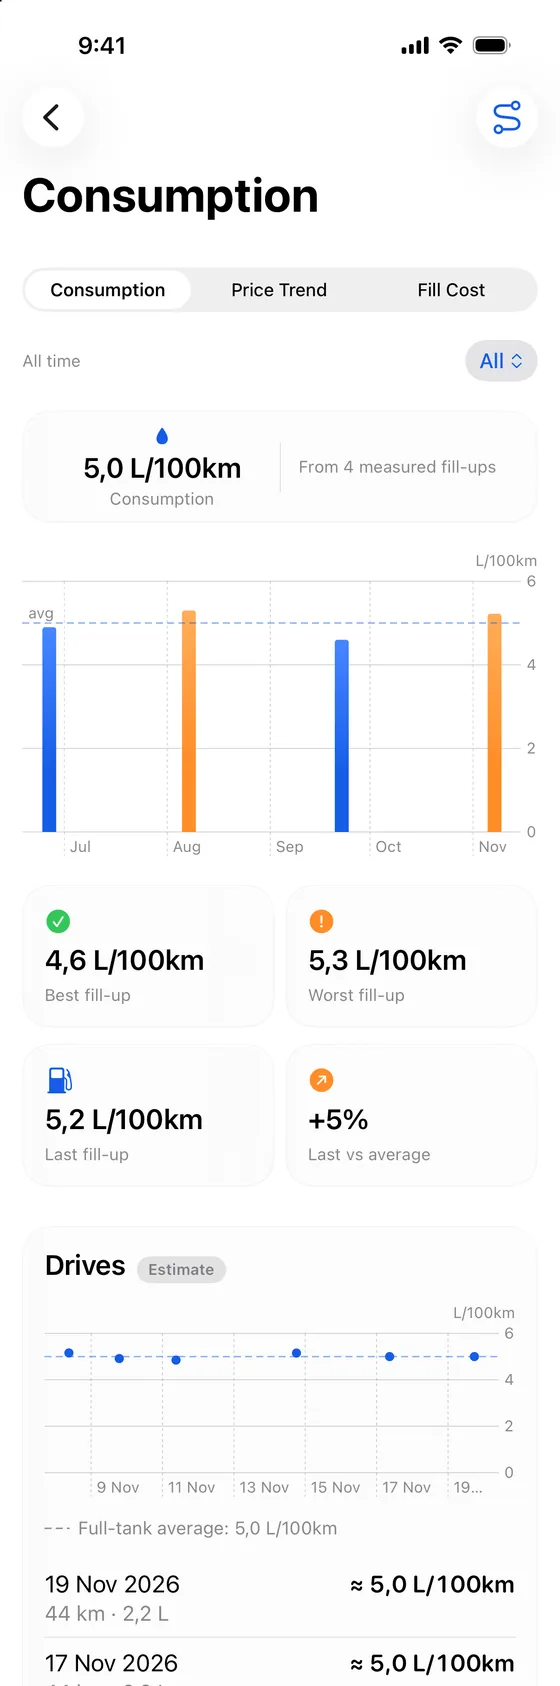 9:41
Consumption
Consumption Price Trend Fill Cost
All time All
5,0 L/100km
Consumption
From 4 measured fill-ups
L/100km
6
avg
4
2
0
Jul Aug Sep Oct Nov
4,6 L/100km
Best fill-up
5,3 L/100km
Worst fill-up
5,2 L/100km
Last fill-up
+5%
Last vs average
Drives Estimate
L/100km
6
4
2
0
9 Nov 11 Nov 13 Nov 15 Nov 17 Nov 19...
Full-tank average: 5,0 L/100km
19 Nov 2026 ≈ 5,0 L/100km
44 km · 2,2 L
17 Nov 2026 ≈ 5,0 L/100km